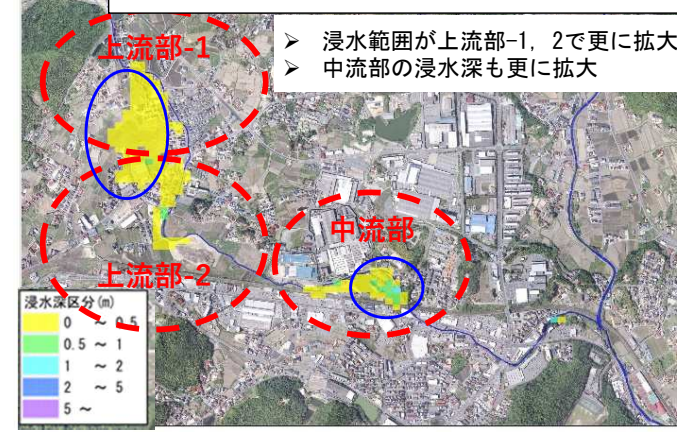 ➢ 浸水範囲が上流部-1, 2で更に拡大
➢ 中流部の浸水深も更に拡大
上流部-1
上流部-2
中流部
浸水深区分(m)
0 ～ 0.5
0.5 ～ 1
1 ～ 2
2 ～ 5
5 ～